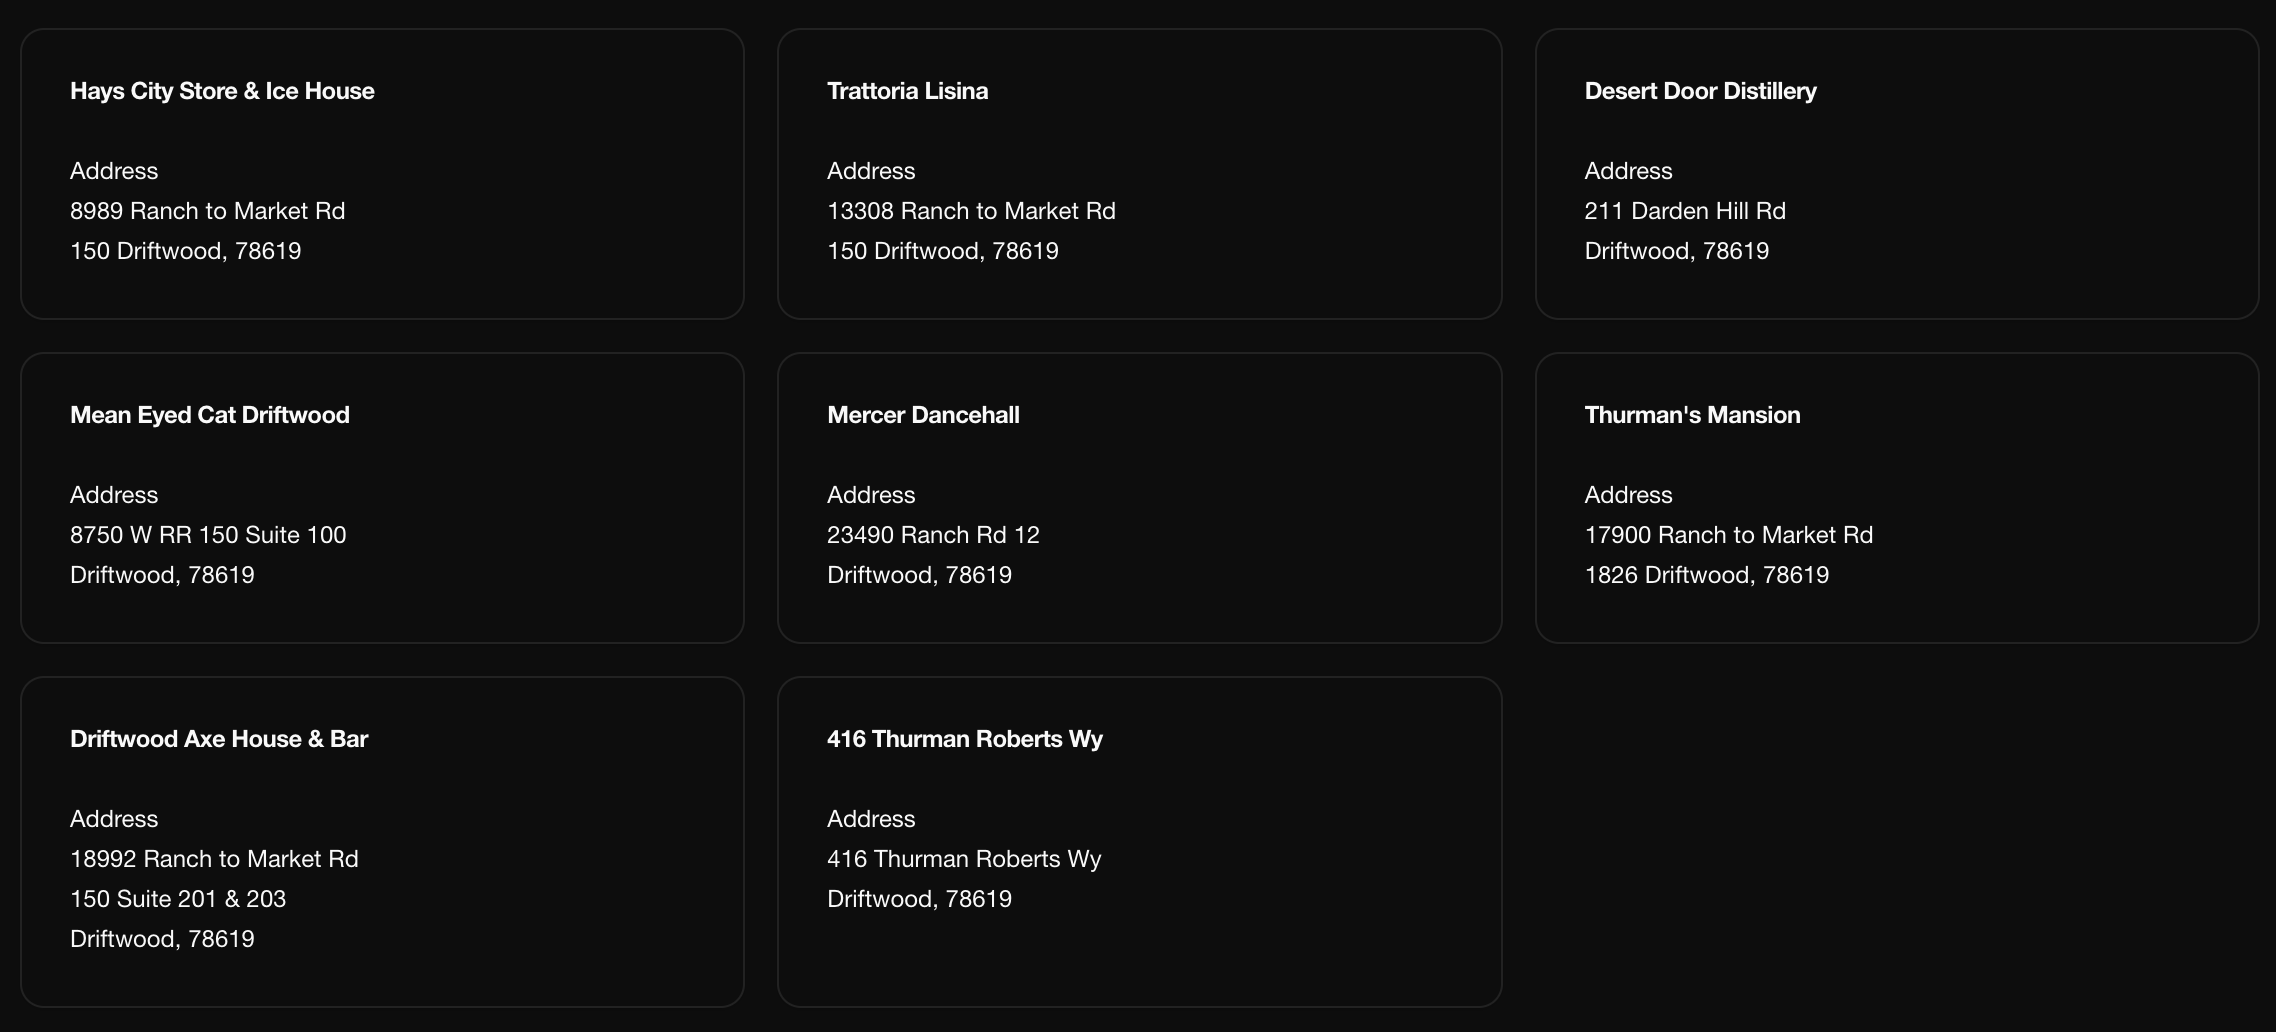 Hays City Store & Ice House
Address
8989 Ranch to Market Rd
150 Driftwood, 78619
Trattoria Lisina
Address
13308 Ranch to Market Rd
150 Driftwood, 78619
Desert Door Distillery
Address
211 Darden Hill Rd
Driftwood, 78619
Mean Eyed Cat Driftwood
Address
8750 W RR 150 Suite 100
Driftwood, 78619
Mercer Dancehall
Address
23490 Ranch Rd 12
Driftwood, 78619
Thurman's Mansion
Address
17900 Ranch to Market Rd
1826 Driftwood, 78619
Driftwood Axe House & Bar
Address
18992 Ranch to Market Rd
150 Suite 201 & 203
Driftwood, 78619
416 Thurman Roberts Wy
Address
416 Thurman Roberts Wy
Driftwood, 78619